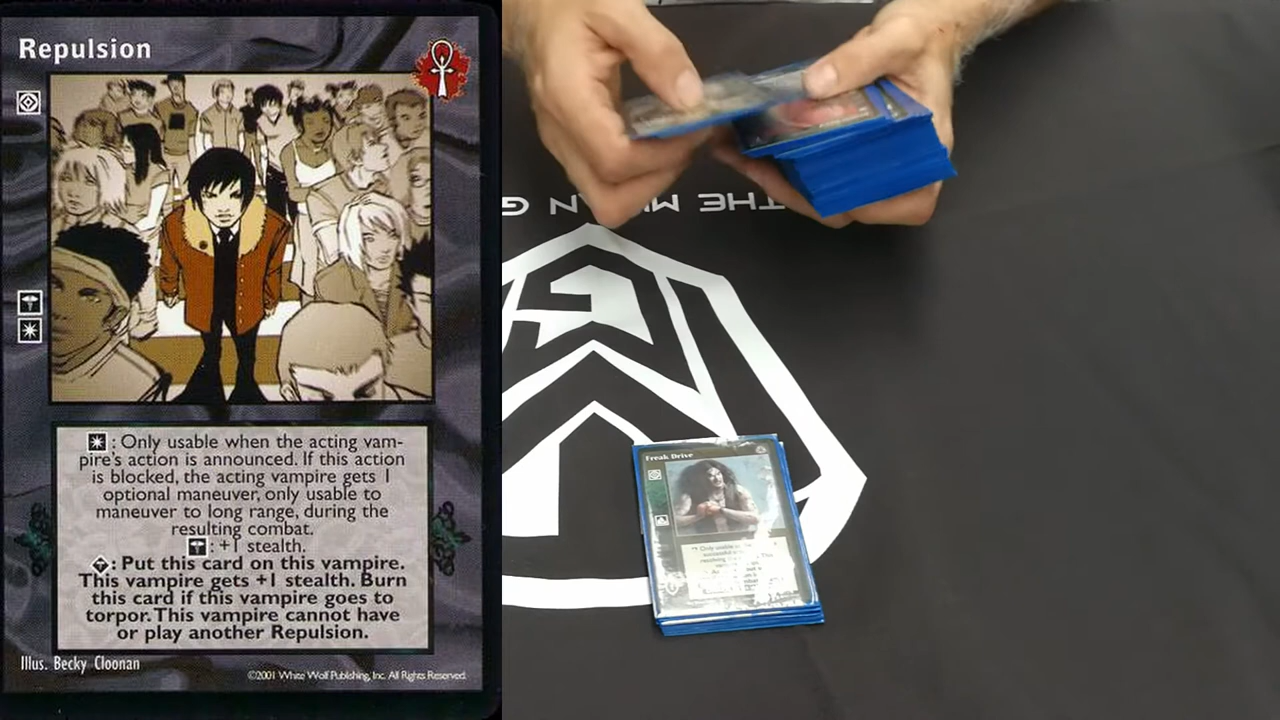 Repulsion
: Only usable when the acting vam-
pire's action is announced. If this action
is blocked, the acting vampire gets 1
optional maneuver, only usable to
maneuver to long range, during the
resulting combat.
: +1 stealth.
: Put this card on this vampire.
This vampire gets +1 stealth. Burn
this card if this vampire goes to
torpor. This vampire cannot have
or play another Repulsion.
Illus. Becky Cloonan
©2001 White Wolf Publishing, Inc. All Rights Reserved.
THE
Freak Drive
Only usable